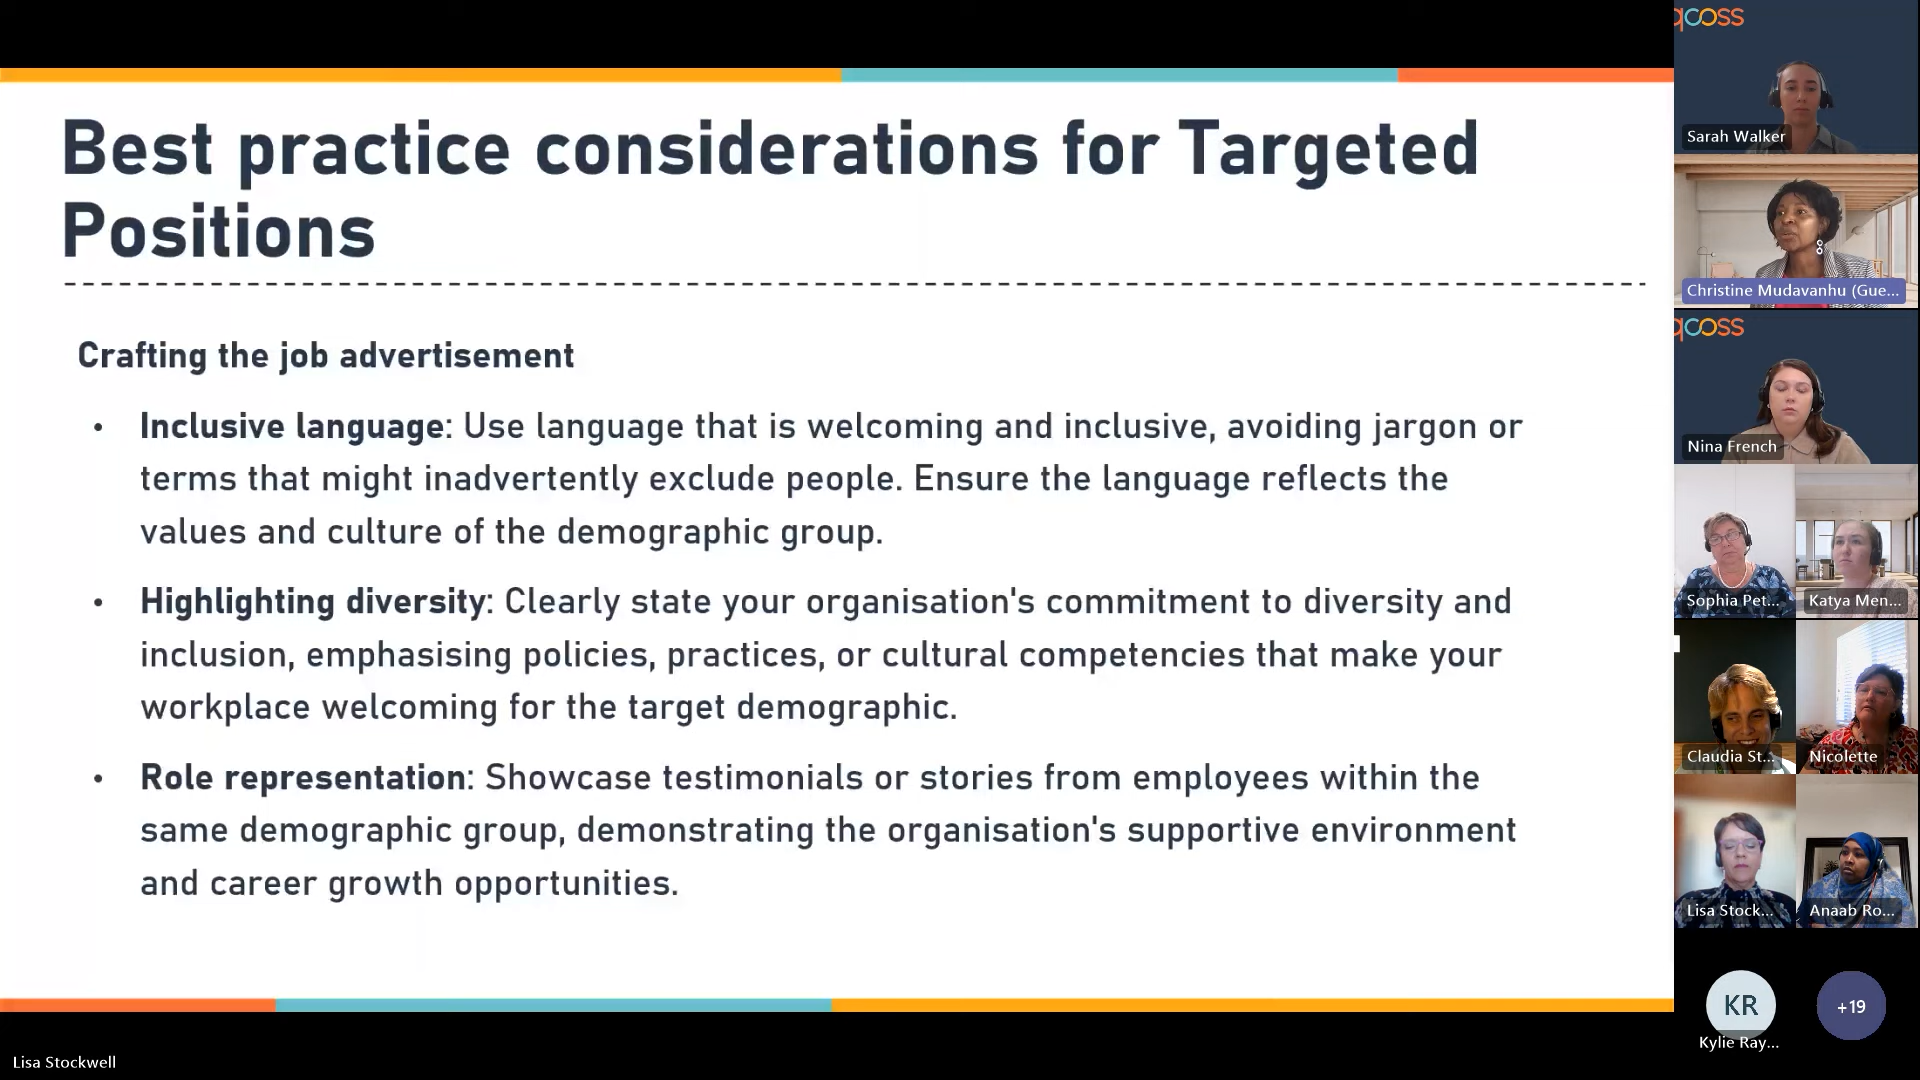 Best practice considerations for Targeted
Positions
Crafting the job advertisement
• Inclusive language: Use language that is welcoming and inclusive, avoiding jargon or
terms that might inadvertently exclude people. Ensure the language reflects the
values and culture of the demographic group.
• Highlighting diversity: Clearly state your organisation's commitment to diversity and
inclusion, emphasising policies, practices, or cultural competencies that make your
workplace welcoming for the target demographic.
• Role representation: Showcase testimonials or stories from employees within the
same demographic group, demonstrating the organisation's supportive environment
and career growth opportunities.
Lisa Stockwell
qcoss
Sarah Walker
Christine Mudavanhu (Gue...
qcoss
Nina French
Sophia Pet...
Katya Men...
Claudia St...
Nicolette
Lisa Stock...
Anaab Ro...
KR
+19
Kylie Ray...